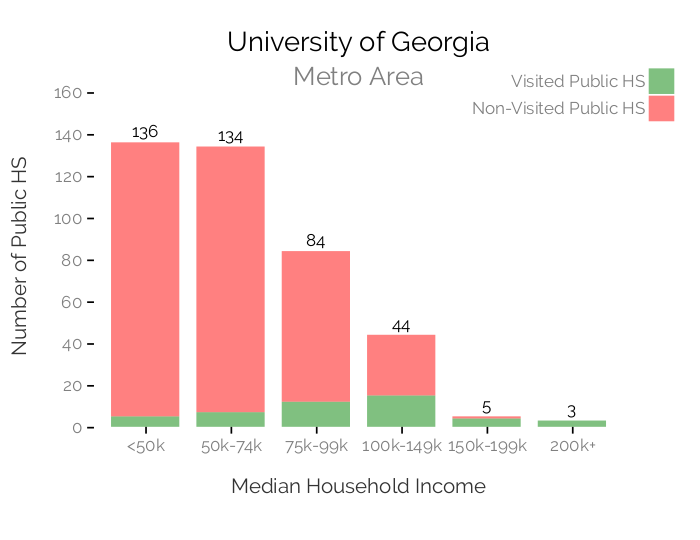 University of Georgia
Metro Area
Visited Public HS
Non-Visited Public HS
Number of Public HS
160
140
120
100
80
60
40
20
0
136
134
84
44
5
3
<50k
50k-74k
75k-99k
100k-149k
150k-199k
200k+
Median Household Income